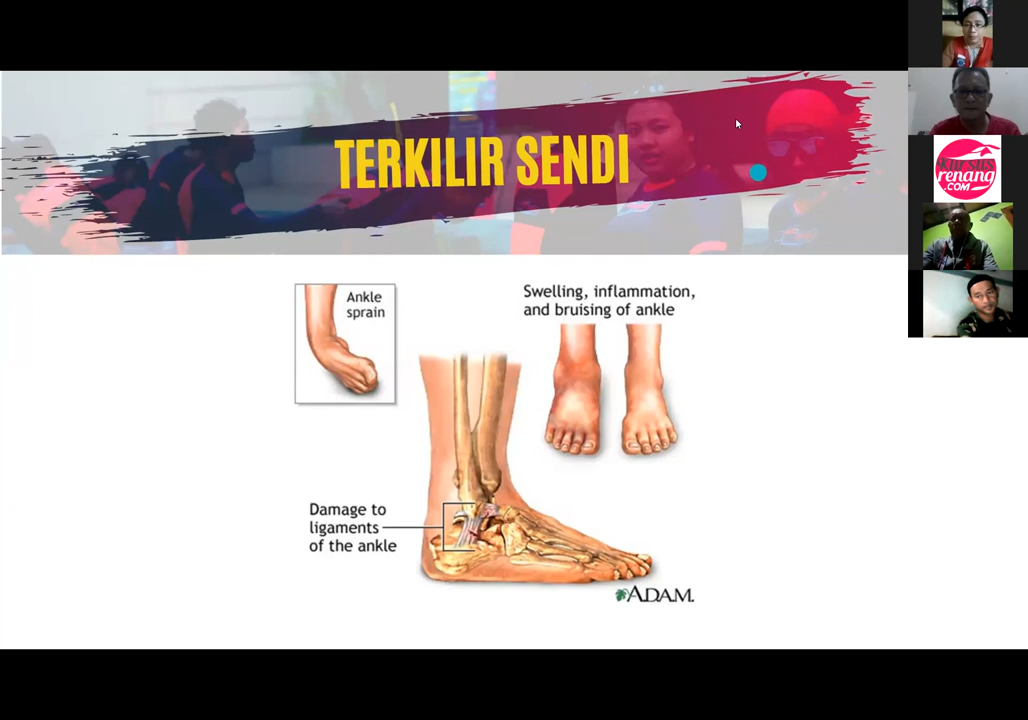 TERKILIR SENDI
Ankle
sprain
Swelling, inflammation,
and bruising of ankle
Damage to
ligaments
of the ankle
ADAM.
KURSUS
renang
.COM